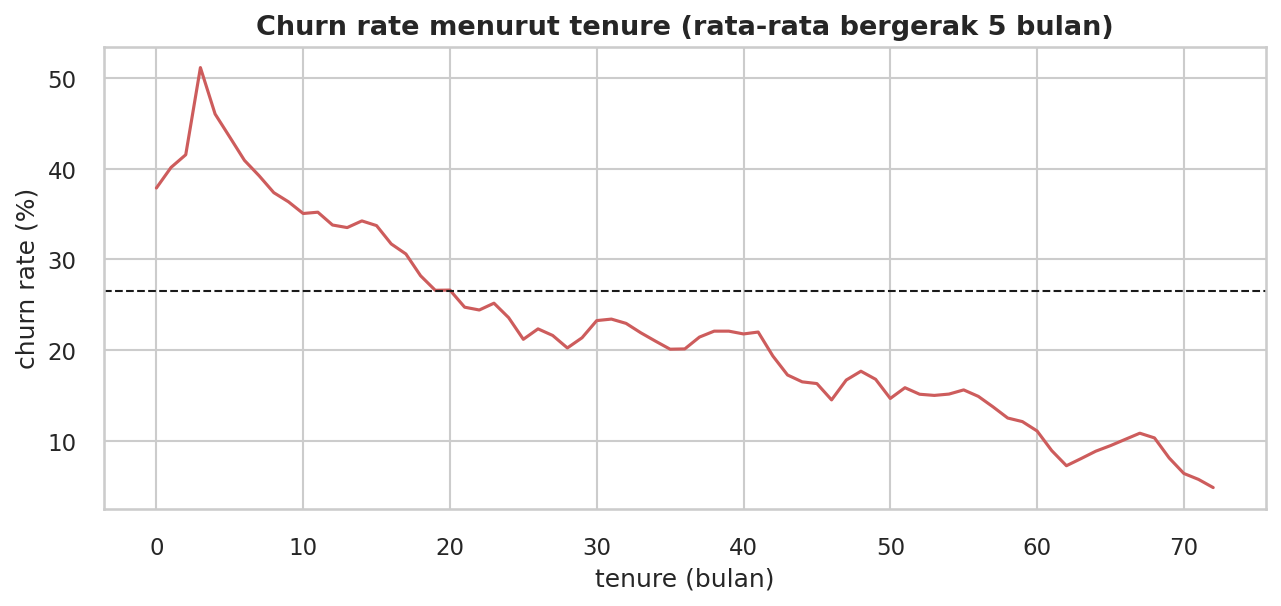 Churn rate menurut tenure (rata-rata bergerak 5 bulan)
churn rate (%)
50
40
30
20
10
0 10 20 30 40 50 60 70
tenure (bulan)